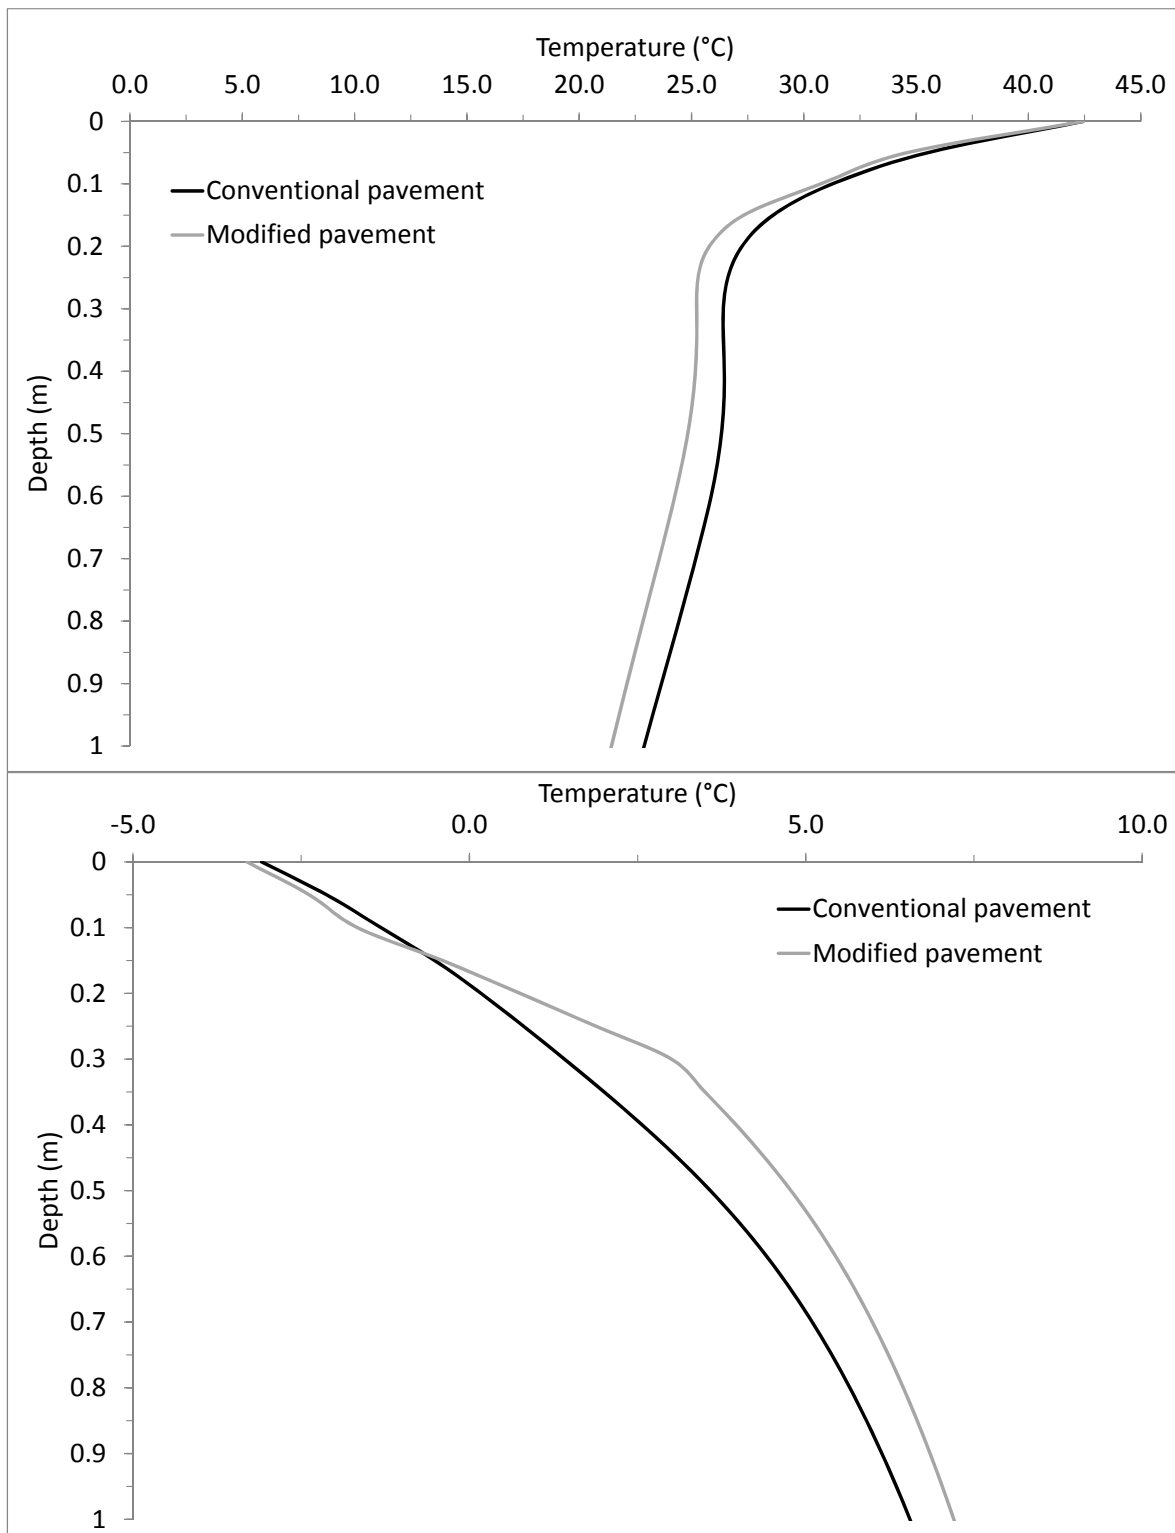 Temperature (°C)
0.0 5.0 10.0 15.0 20.0 25.0 30.0 35.0 40.0 45.0
0
0.1
0.2
0.3
0.4
0.5
0.6
0.7
0.8
0.9
1
Depth (m)
Conventional pavement
Modified pavement
Temperature (°C)
-5.0 0.0 5.0 10.0
0
0.1
0.2
0.3
0.4
0.5
0.6
0.7
0.8
0.9
1
Depth (m)
Conventional pavement
Modified pavement